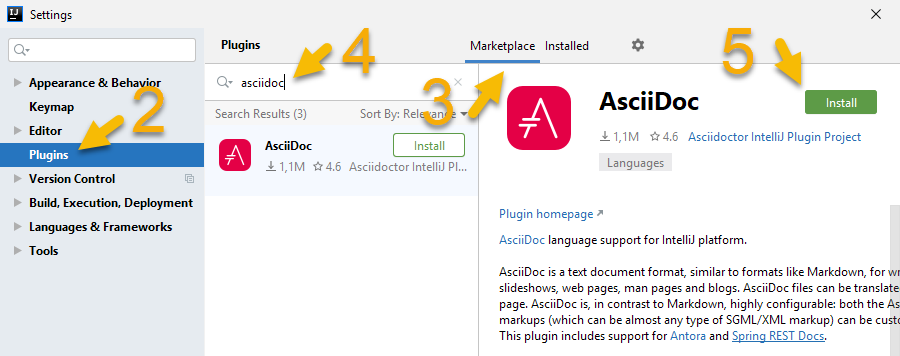 Settings
Plugins
Marketplace Installed
4
5
3
2
Appearance & Behavior
Keymap
Editor
Plugins
Version Control
Build, Execution, Deployment
Languages & Frameworks
Tools
asciidoc
Search Results (3) Sort By: Relevance
AsciiDoc
Install
1,1M 4.6 Asciidoctor IntelliJ Pl...
AsciiDoc
Install
1,1M 4.6 Asciidoctor IntelliJ Plugin Project
Languages
Plugin homepage
AsciiDoc language support for IntelliJ platform.
AsciiDoc is a text document format, similar to formats like Markdown, for wr
slideshows, web pages, man pages and blogs. AsciiDoc files can be translate
page. AsciiDoc is, in contrast to Markdown, highly configurable: both the As
markups (which can be almost any type of SGML/XML markup) can be custo
This plugin includes support for Antora and Spring REST Docs.